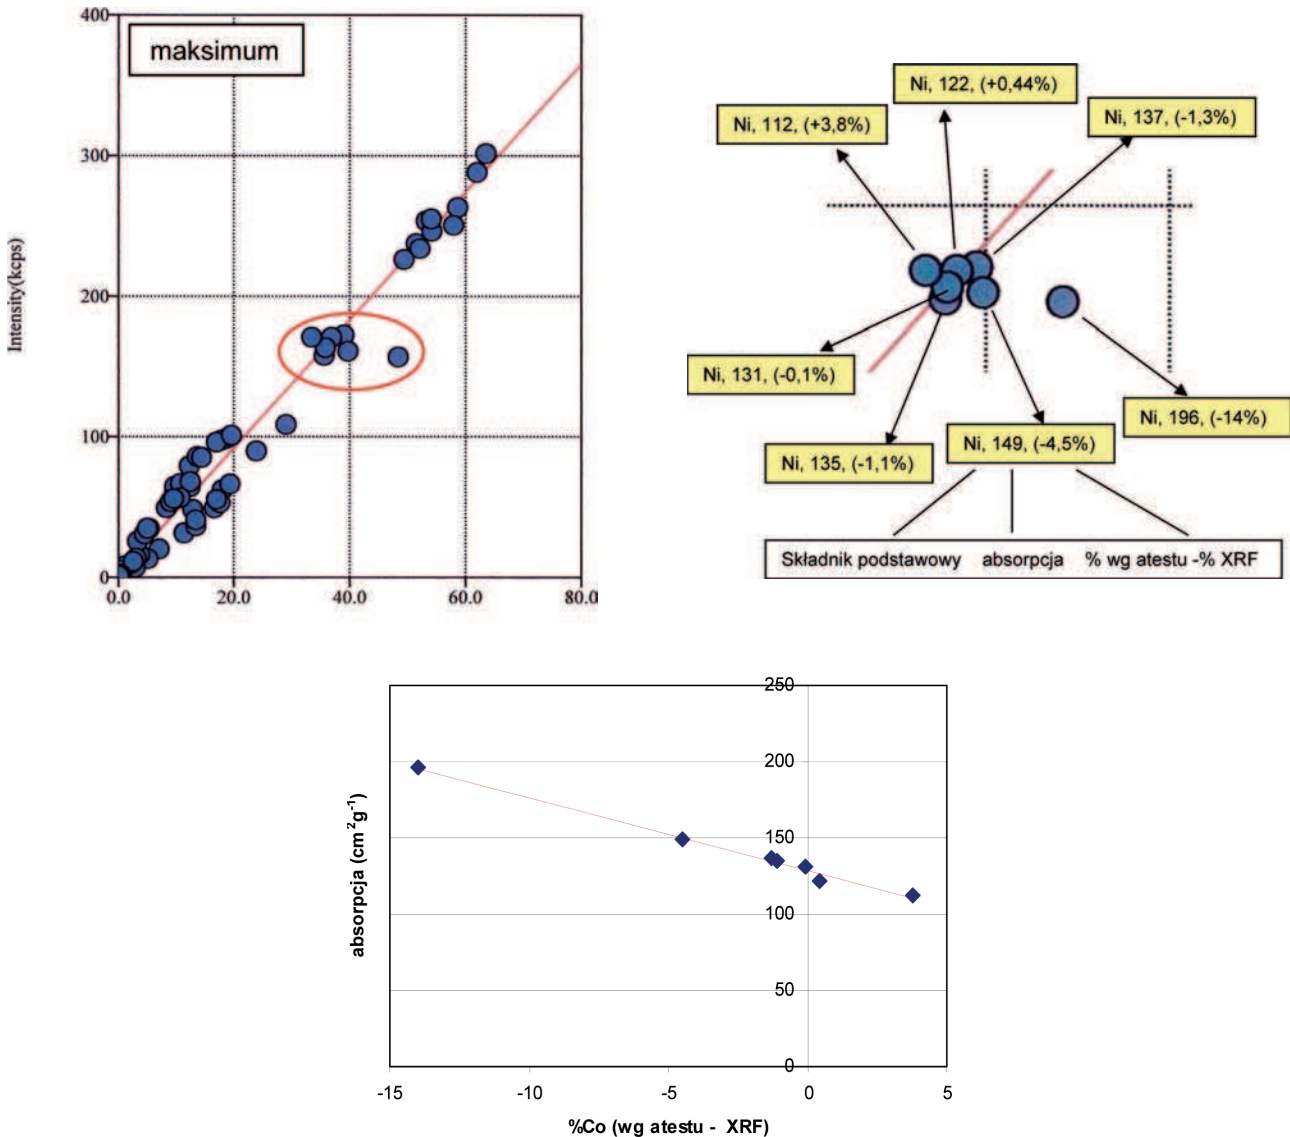 maksimum
400
300
200
100
0
Intensity(kcps)
0.0 20.0 40.0 60.0 80.0
Ni, 122, (+0,44%)
Ni, 112, (+3,8%)
Ni, 137, (-1,3%)
Ni, 131, (-0,1%)
Ni, 196, (-14%)
Ni, 135, (-1,1%)
Ni, 149, (-4,5%)
Składnik podstawowy absorpcja % wg atestu -% XRF
250
200
150
100
50
0
absorpcja (cm²g⁻¹)
-15 -10 -5 0 5
%Co (wg atestu - XRF)